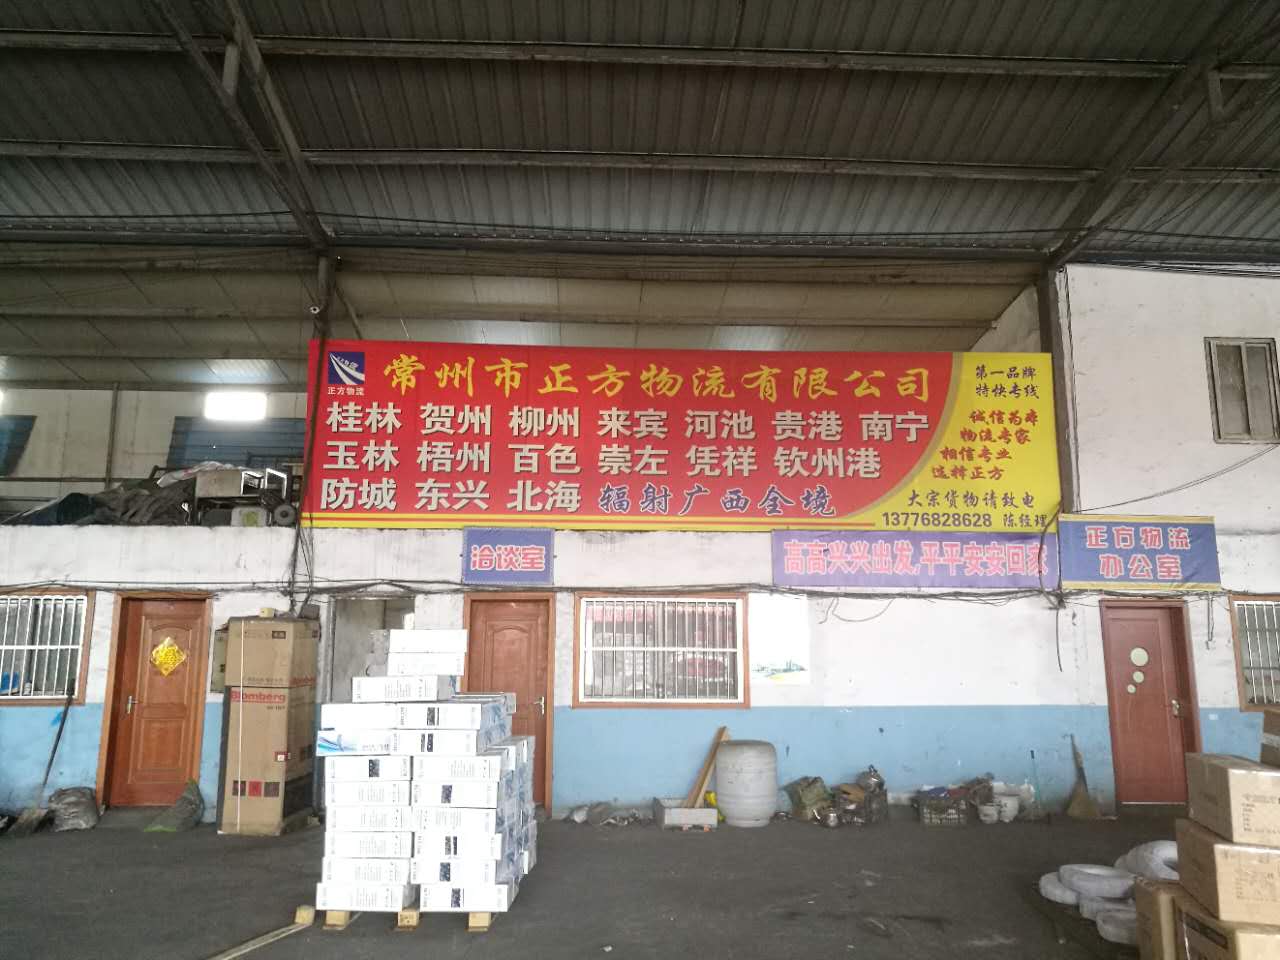 常州市正方物流有限公司
正方物流
桂林 贺州 柳州 来宾 河池 贵港 南宁
玉林 梧州 百色 崇左 凭祥 钦州港
防城 东兴 北海 辐射广西全境
第一品牌
特快专线
诚信为本
物流专家
相信专业
选择正方
大宗货物请致电
13776828628 陈经理
洽谈室
高高兴兴出发,平平安安回家
正方物流
办公室
Blomberg